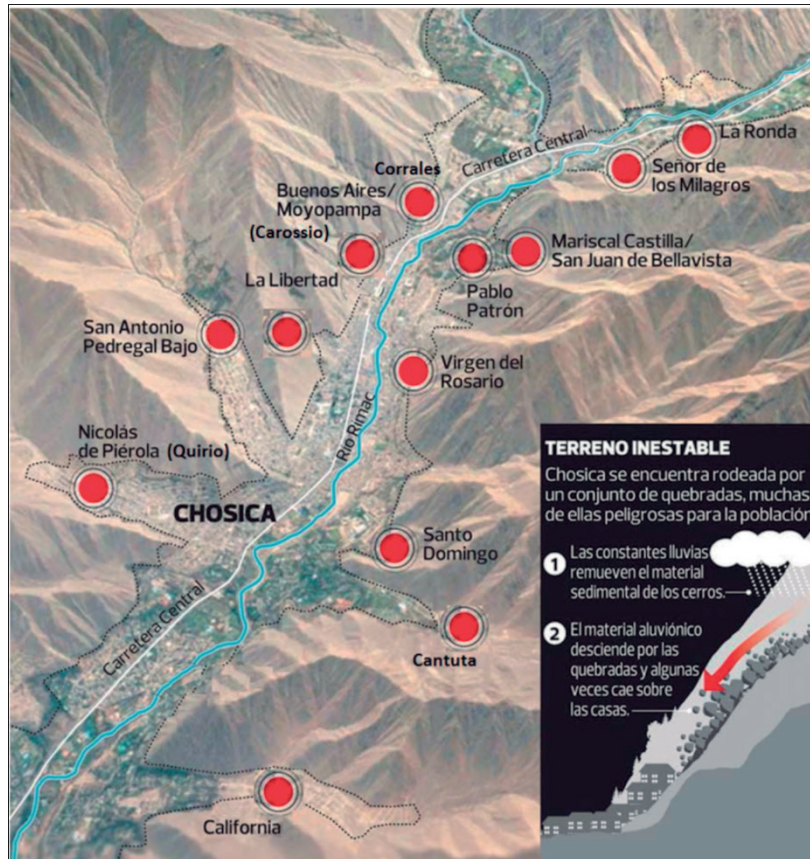 La Ronda
Carretera Central
Señor de
los Milagros
Corrales
Buenos Aires/
Moyopampa
(Carossio)
Mariscal Castilla/
San Juan de Bellavista
La Libertad
Pablo
Patrón
San Antonio
Pedregal Bajo
Virgen del
Rosario
Río Rímac
Nicolás
de Piérola (Quirio)
CHOSICA
Santo
Domingo
Carretera Central
Cantuta
California
TERRENO INESTABLE
Chosica se encuentra rodeada por
un conjunto de quebradas, muchas
de ellas peligrosas para la población
1 Las constantes lluvias
remueven el material
sedimental de los cerros.
2 El material aluviónico
desciende por las
quebradas y algunas
veces cae sobre
las casas.